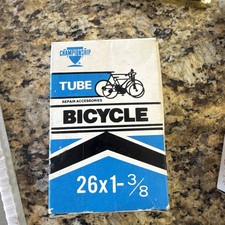 CHAMPIONSHIP
TUBE
REPAIR ACCESSORIES
BICYCLE
26x1-3/8